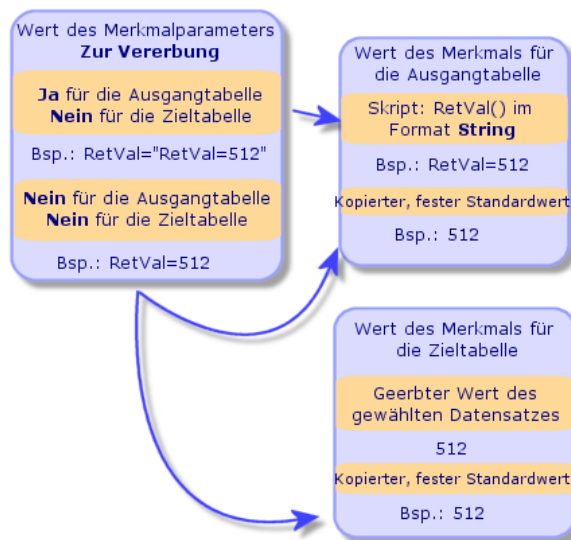 Wert des Merkmalparameters
Zur Vererbung
Ja für die Ausgangtabelle
Nein für die Zieltabelle
Bsp.: RetVal="RetVal=512"
Nein für die Ausgangtabelle
Nein für die Zieltabelle
Bsp.: RetVal=512
Wert des Merkmals für
die Ausgangtabelle
Skript: RetVal() im
Format String
Bsp.: RetVal=512
Kopierter, fester Standardwert
Bsp.: 512
Wert des Merkmals für
die Zieltabelle
Geerbter Wert des
gewählten Datensatzes
512
Kopierter, fester Standardwert
Bsp.: 512